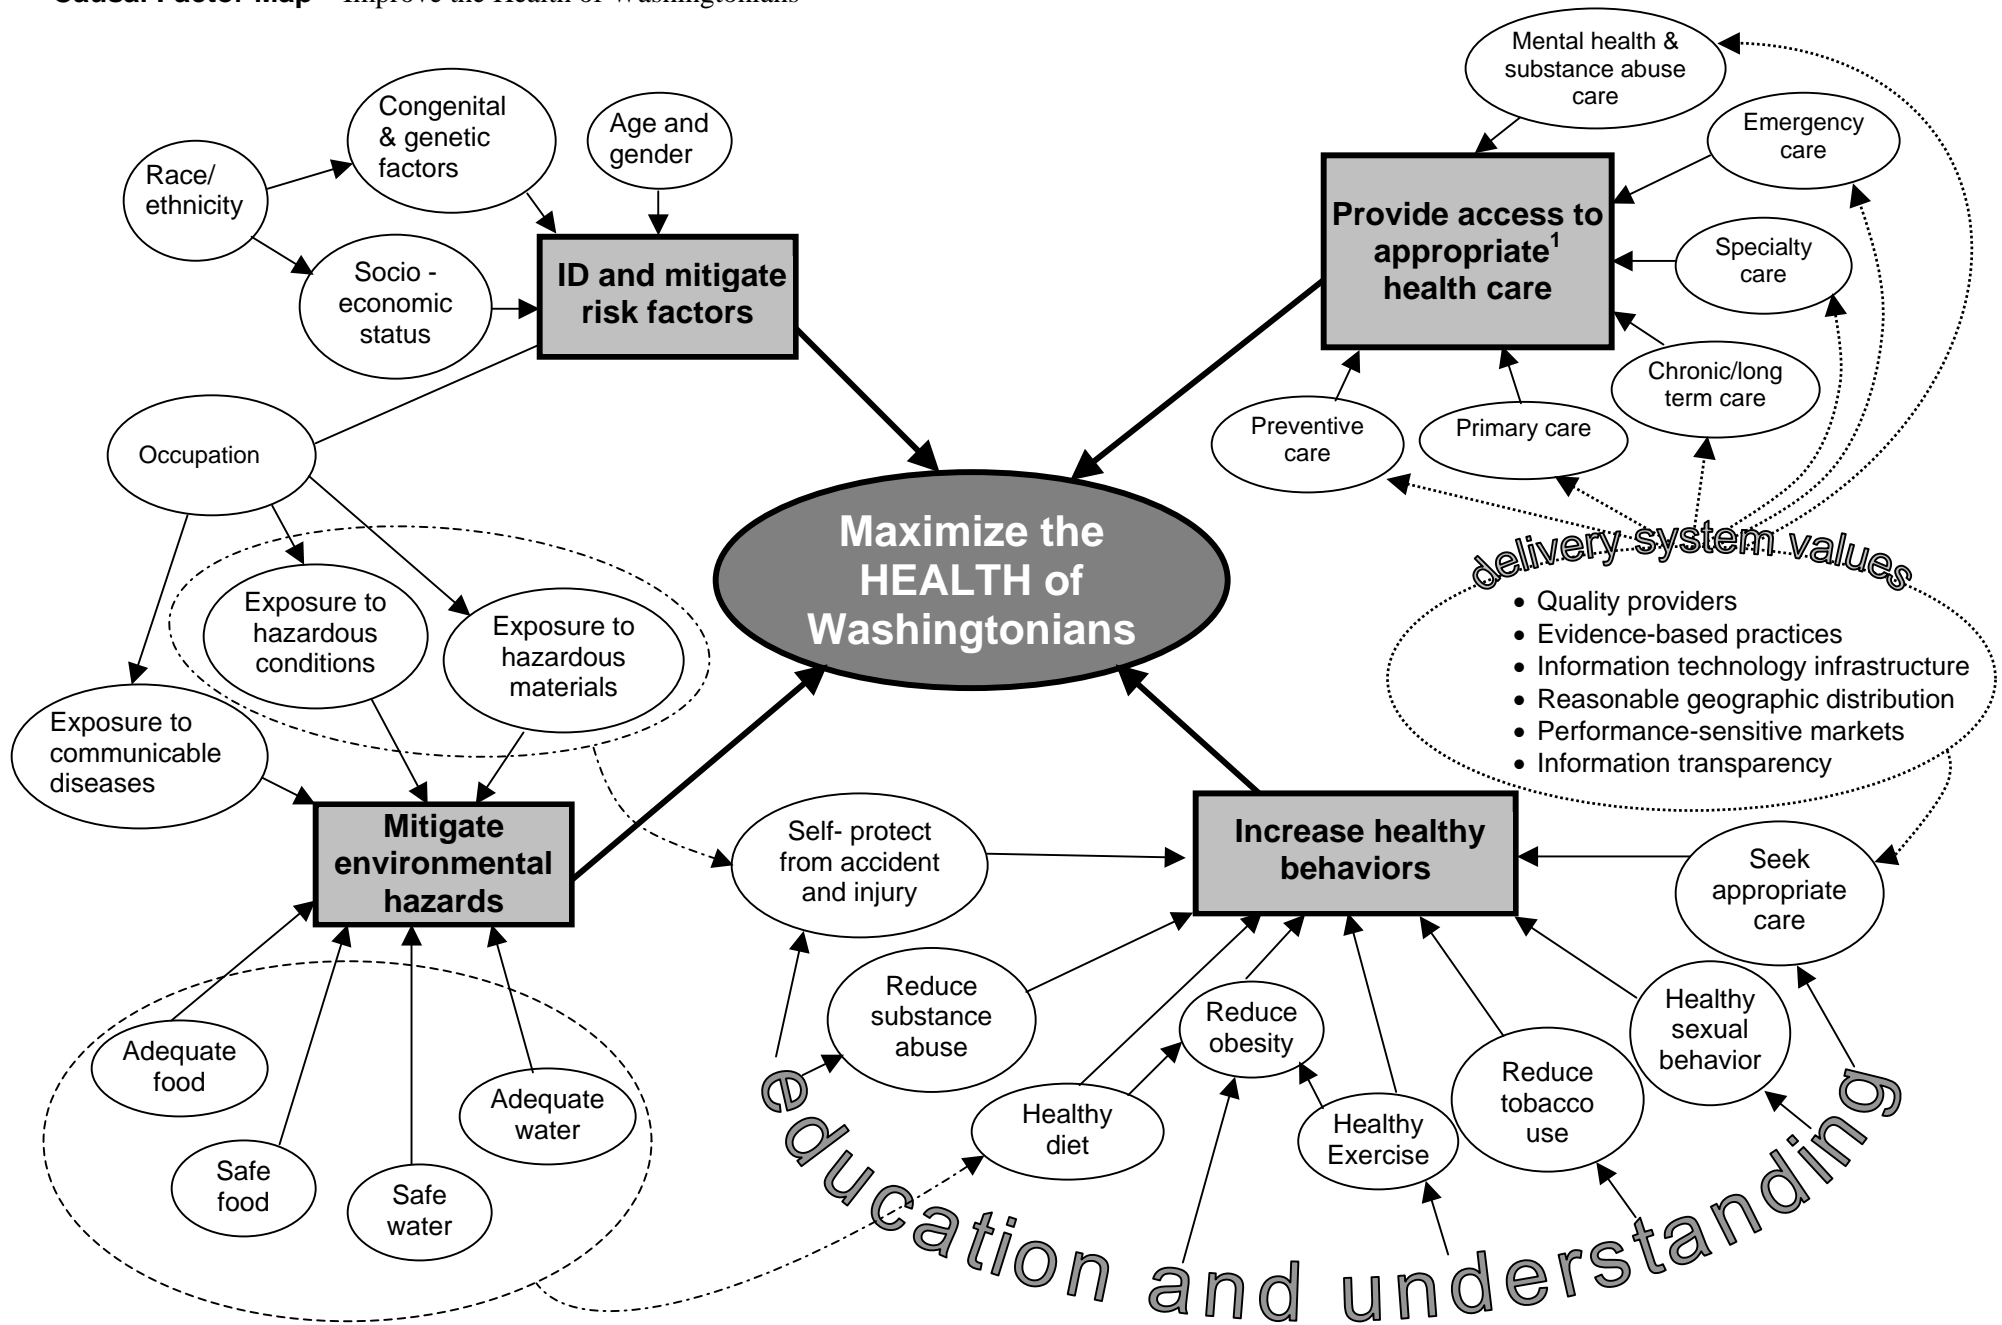 Causal Factor Map – Improve the Health of Washingtonians
Mental health &
substance abuse
care
Congenital
& genetic
factors
Age and
gender
Emergency
care
Race/
ethnicity
Provide access to
appropriate1
health care
Specialty
care
Socio -
economic
status
ID and mitigate
risk factors
Chronic/long
term care
Preventive
care
Primary care
Occupation
Maximize the
HEALTH of
Washingtonians
delivery system values
• Quality providers
• Evidence-based practices
• Information technology infrastructure
• Reasonable geographic distribution
• Performance-sensitive markets
• Information transparency
Exposure to
hazardous
conditions
Exposure to
hazardous
materials
Exposure to
communicable
diseases
Mitigate
environmental
hazards
Self- protect
from accident
and injury
Increase healthy
behaviors
Seek
appropriate
care
Reduce
substance
abuse
Reduce
obesity
Healthy
sexual
behavior
Adequate
food
Adequate
water
Healthy
diet
Healthy
Exercise
Reduce
tobacco
use
Safe
food
Safe
water
education and understanding